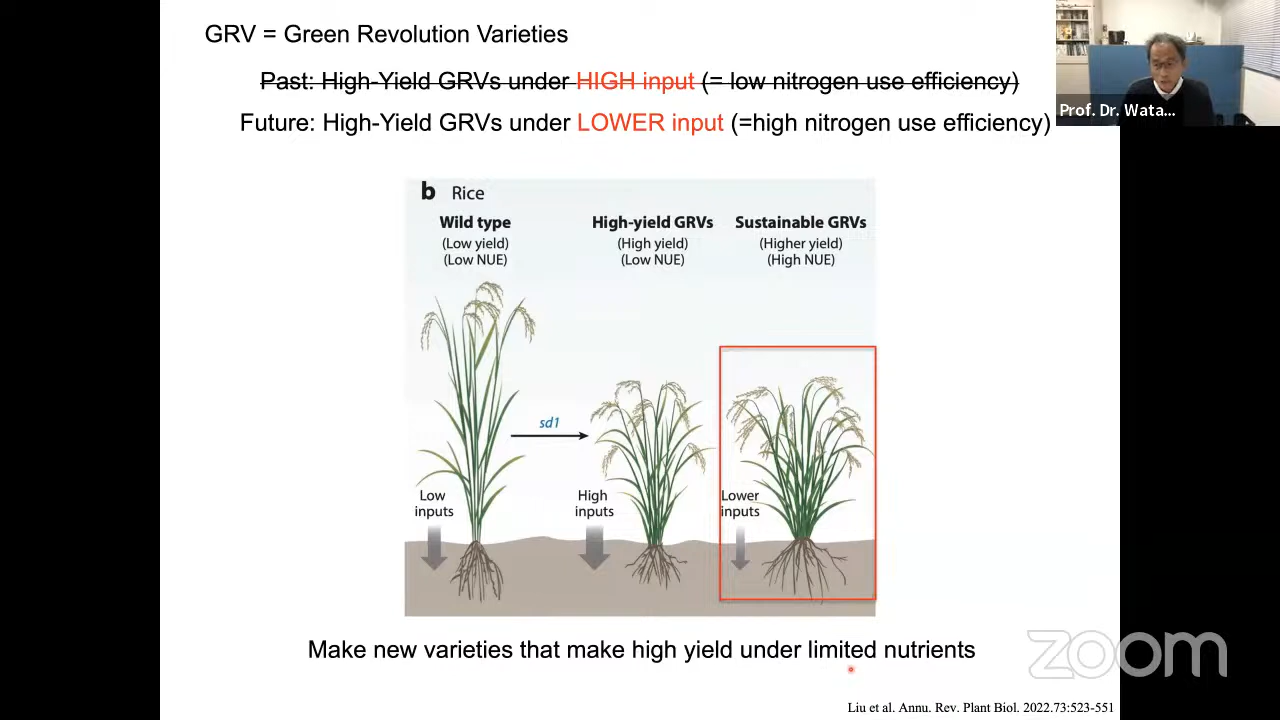 GRV = Green Revolution Varieties
Past: High-Yield GRVs under HIGH input (= low nitrogen use efficiency)
Future: High-Yield GRVs under LOWER input (=high nitrogen use efficiency)
Prof. Dr. Wata...
b Rice
Wild type
(Low yield)
(Low NUE)
High-yield GRVs
(High yield)
(Low NUE)
Sustainable GRVs
(Higher yield)
(High NUE)
sd1
Low
inputs
High
inputs
Lower
inputs
Make new varieties that make high yield under limited nutrients
zoom
Liu et al. Annu. Rev. Plant Biol. 2022.73:523-551